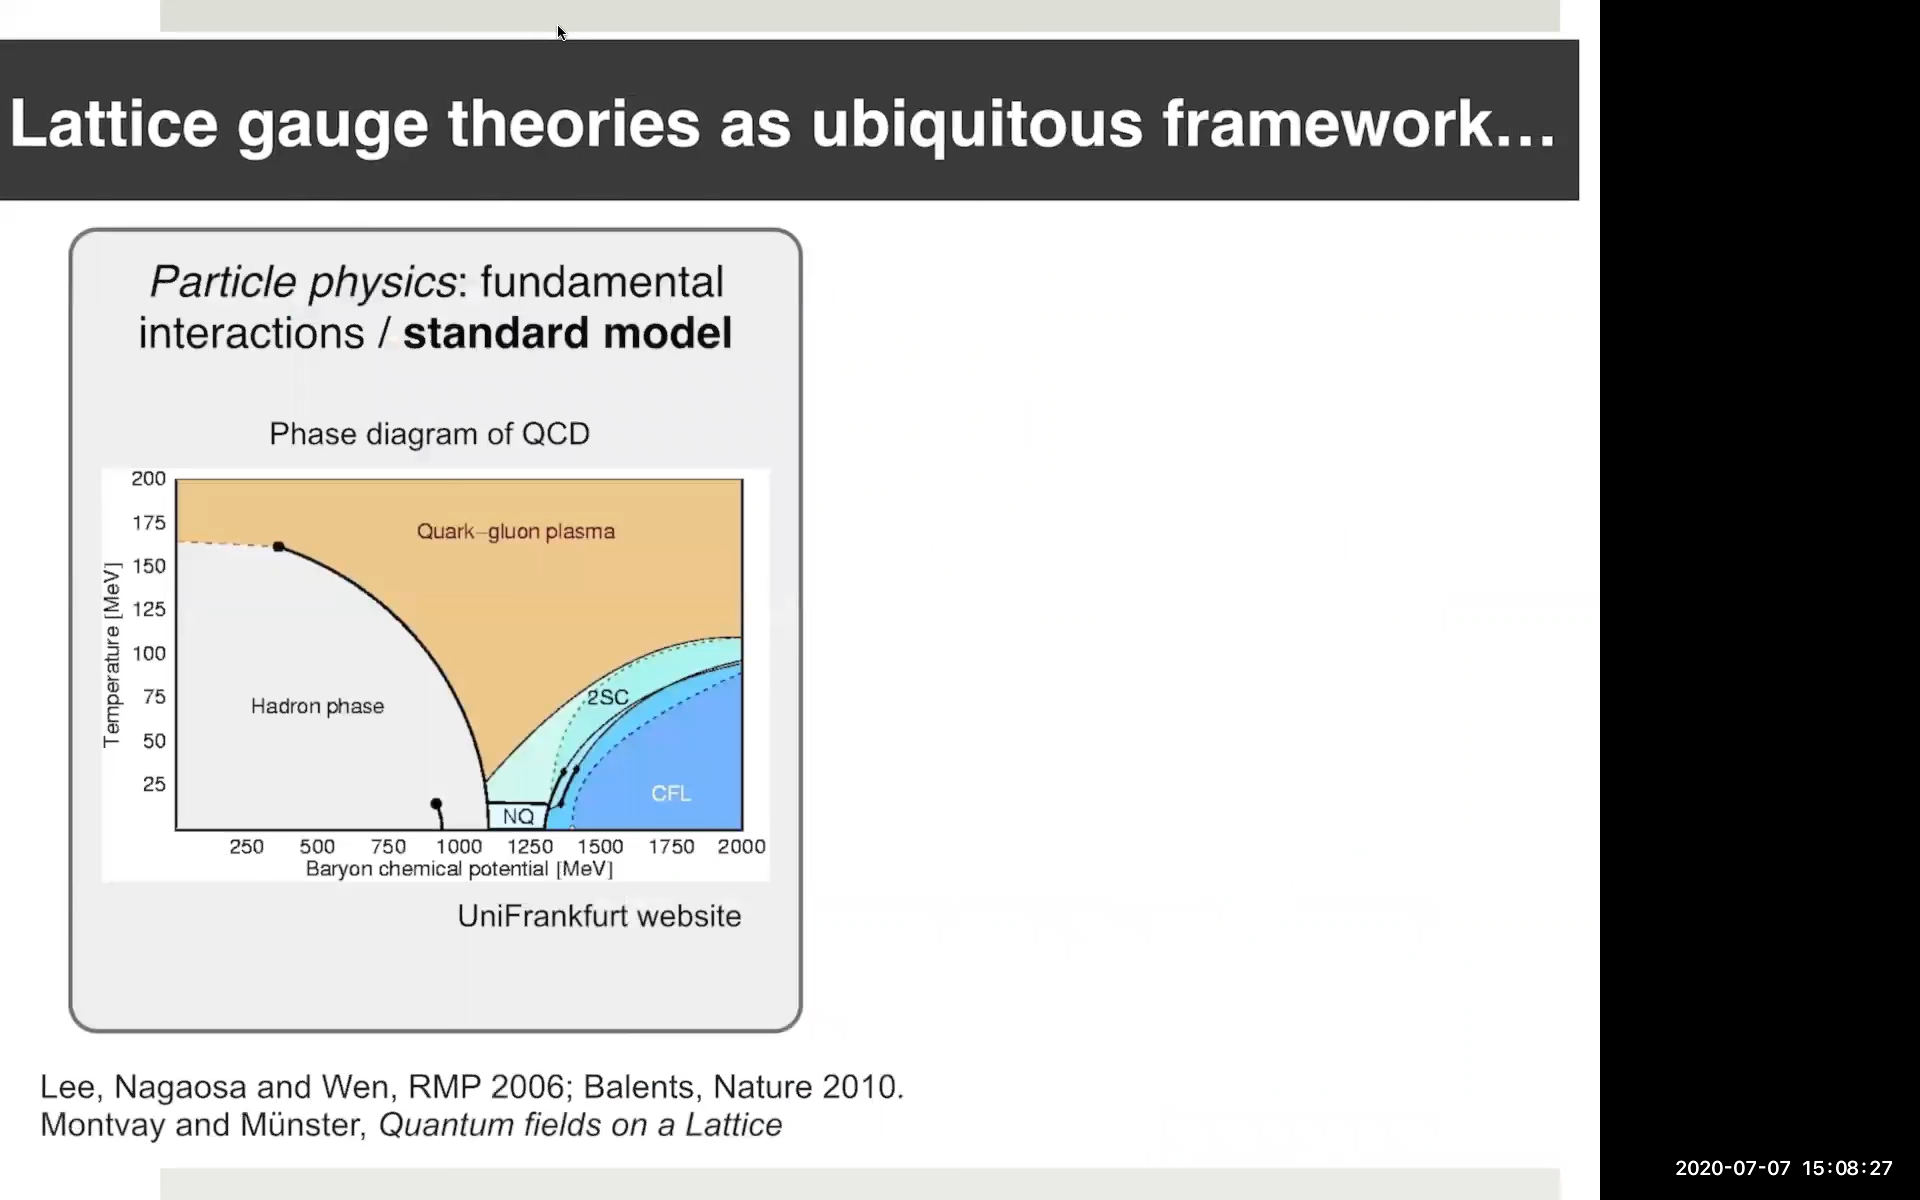 Lattice gauge theories as ubiquitous framework…
Particle physics: fundamental
interactions / standard model
Phase diagram of QCD
200
175
150
125
100
75
50
25
Temperature [MeV]
Quark–gluon plasma
Hadron phase
2SC
NQ
CFL
250 500 750 1000 1250 1500 1750 2000
Baryon chemical potential [MeV]
UniFrankfurt website
Lee, Nagaosa and Wen, RMP 2006; Balents, Nature 2010.
Montvay and Münster, Quantum fields on a Lattice
2020-07-07 15:08:27